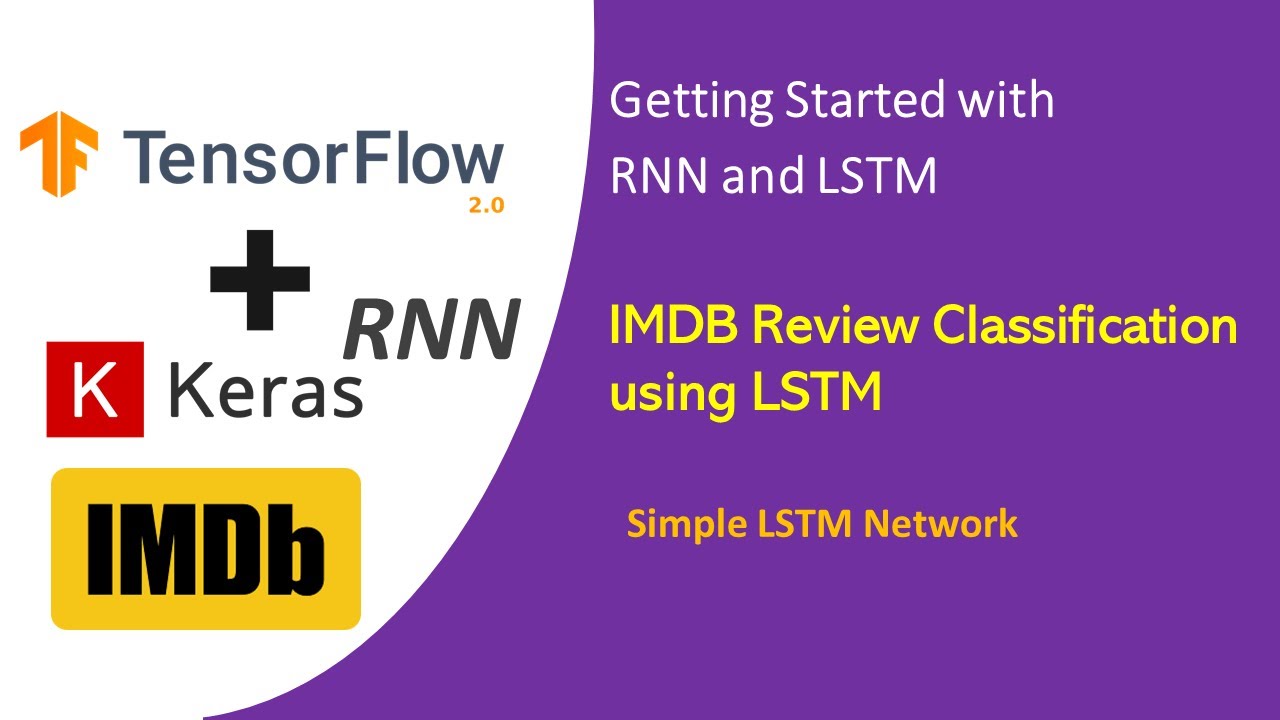 TensorFlow
2.0
+
RNN
K Keras
IMDb
Getting Started with
RNN and LSTM
IMDB Review Classification
using LSTM
Simple LSTM Network